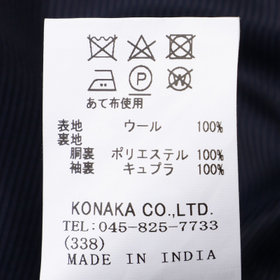 あて布使用
表地 ウール 100%
裏地
胴裏 ポリエステル 100%
袖裏 キュプラ 100%
KONAKA CO.,LTD.
TEL:045-825-7733
(338)
MADE IN INDIA